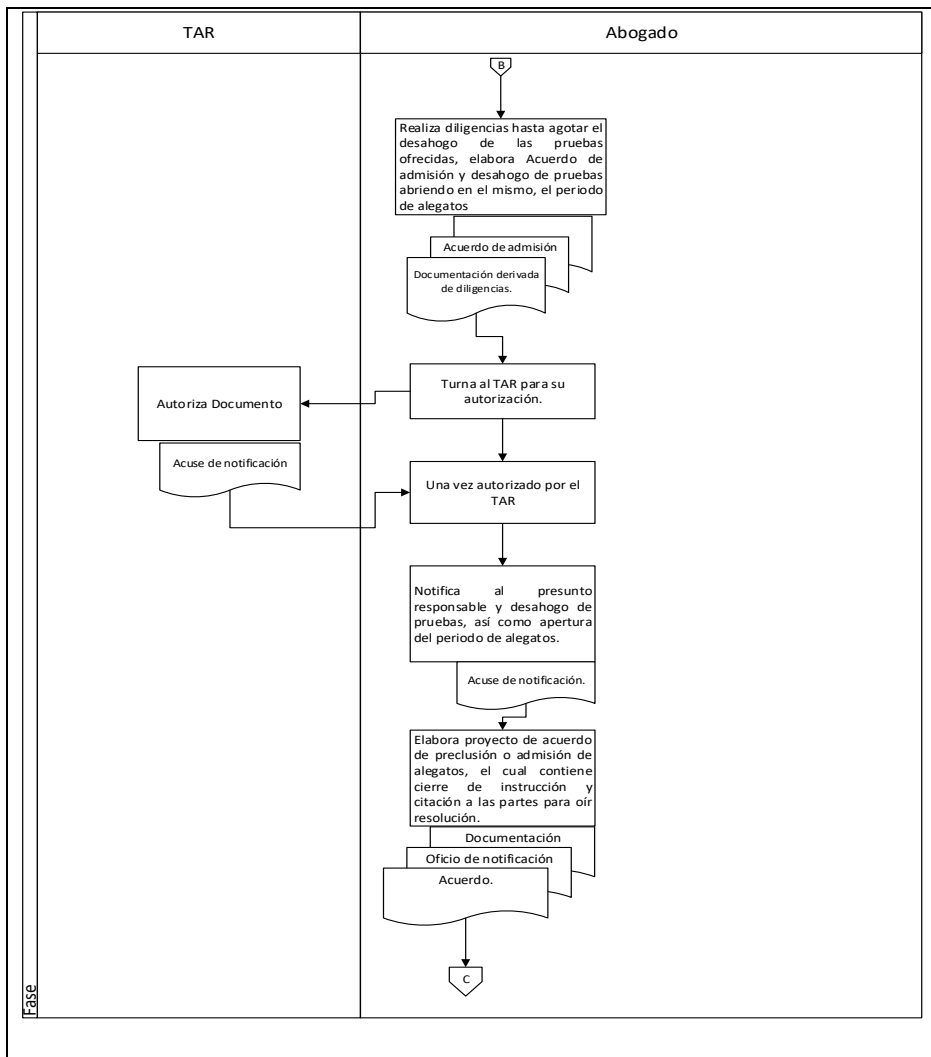 TAR
Abogado
B
Realiza diligencias hasta agotar el
desahogo de las pruebas
ofrecidas, elabora Acuerdo de
admisión y desahogo de pruebas
abriendo en el mismo, el periodo
de alegatos
Acuerdo de admisión
Documentación derivada
de diligencias.
Turna al TAR para su
autorización.
Autoriza Documento
Acuse de notificación
Una vez autorizado por el
TAR
Notifica al presunto
responsable y desahogo de
pruebas, así como apertura
del periodo de alegatos.
Acuse de notificación.
Elabora proyecto de acuerdo
de preclusión o admisión de
alegatos, el cual contiene
cierre de instrucción y
citación a las partes para oír
resolución.
Documentación
Oficio de notificación
Acuerdo.
C
Fase